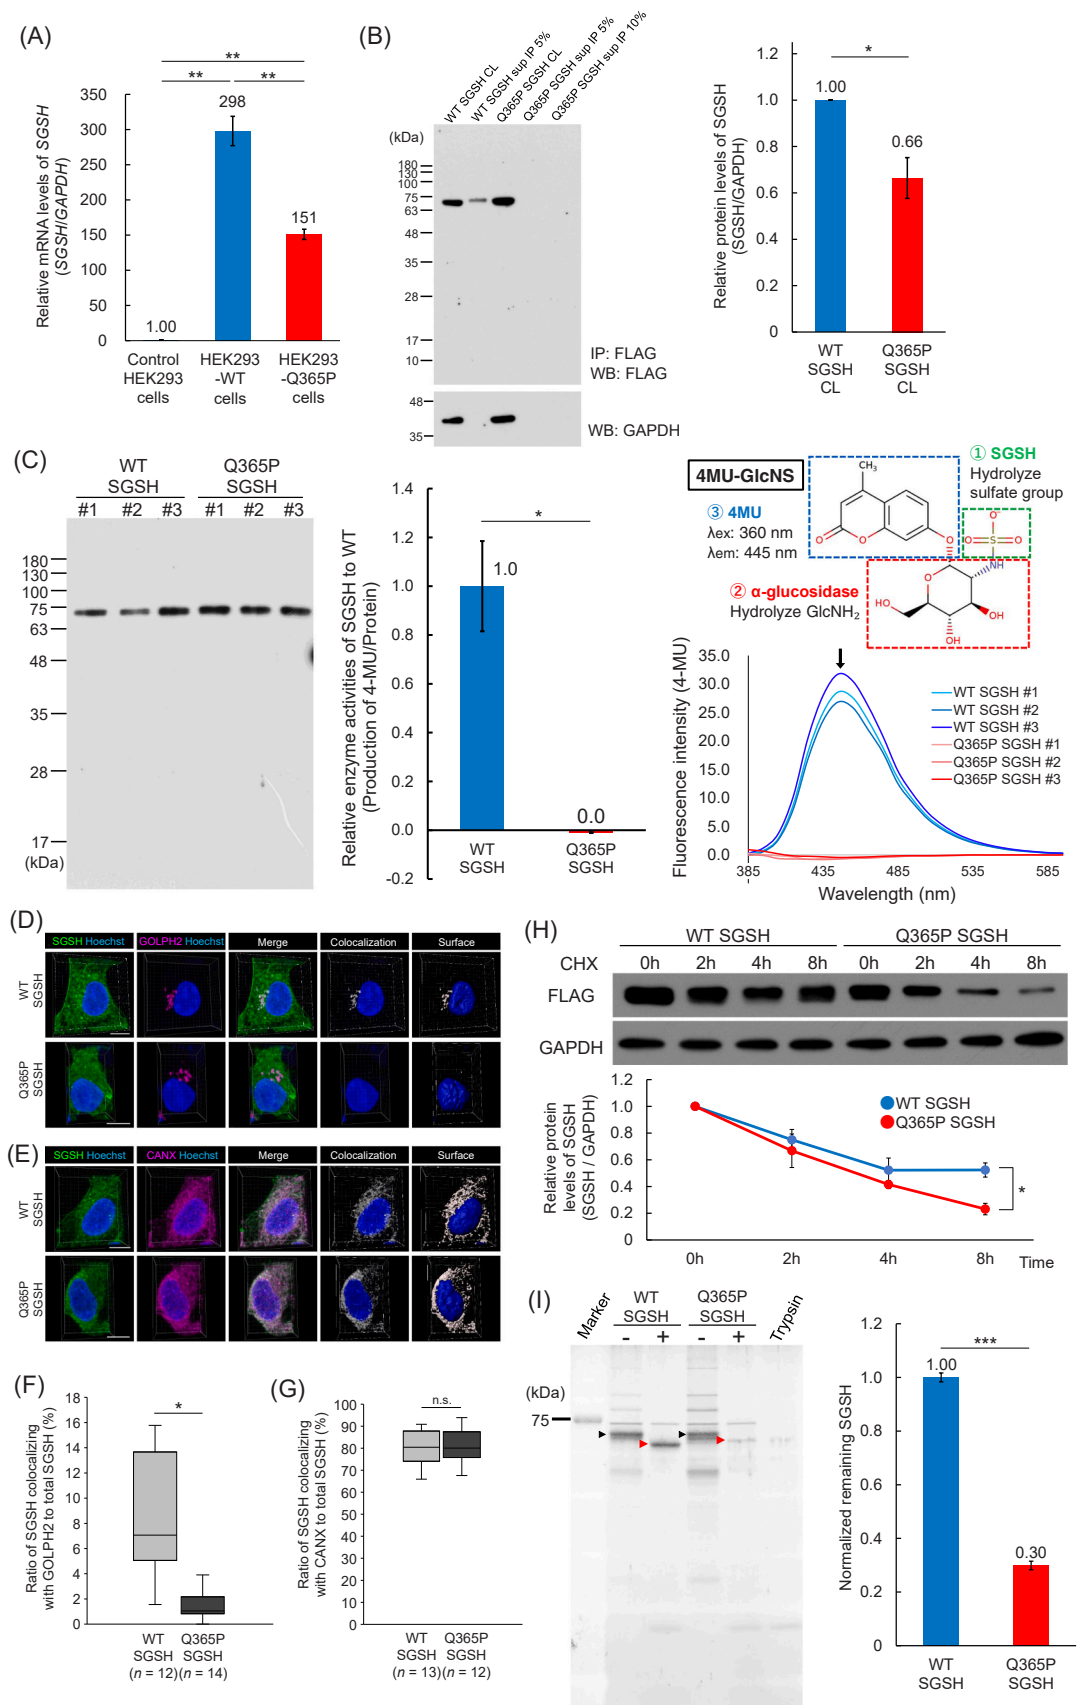 (A)
Relative mRNA levels of SGSH
(SGSH/GAPDH)
350
300
250
200
150
100
50
0
**
**
**
298
151
1.00
Control
HEK293
cells
HEK293
-WT
cells
HEK293
-Q365P
cells
(B)
WT SGSH CL
WT SGSH sup IP 5%
Q365P SGSH CL
Q365P SGSH sup IP 5%
Q365P SGSH sup IP 10%
(kDa)
180
130
100
75
63
48
35
28
17
10
IP: FLAG
WB: FLAG
48
35
WB: GAPDH
Relative protein levels of SGSH
(SGSH/GAPDH)
1.2
1.0
0.8
0.6
0.4
0.2
0
*
1.00
0.66
WT
SGSH
CL
Q365P
SGSH
CL
(C)
WT
SGSH
Q365P
SGSH
#1 #2 #3 #1 #2 #3
180
130
100
75
63
48
35
28
17
(kDa)
Relative enzyme activities of SGSH to WT
(Production of 4-MU/Protein)
1.4
1.2
1.0
0.8
0.6
0.4
0.2
0.0
-0.2
*
1.0
0.0
WT
SGSH
Q365P
SGSH
4MU-GlcNS
① SGSH
Hydrolyze
sulfate group
③ 4MU
λex: 360 nm
λem: 445 nm
② α-glucosidase
Hydrolyze GlcNH₂
CH₃
O
O
O
O⁻
O
S
O
NH
O
HO
HO
OH
OH
Fluorescence intensity (4-MU)
35.0
30.0
25.0
20.0
15.0
10.0
5.0
0.0
385
435
485
535
585
Wavelength (nm)
WT SGSH #1
WT SGSH #2
WT SGSH #3
Q365P SGSH #1
Q365P SGSH #2
Q365P SGSH #3
(D)
SGSH Hoechst
GOLPH2 Hoechst
Merge
Colocalization
Surface
WT
SGSH
Q365P
SGSH
(E)
SGSH Hoechst
CANX Hoechst
Merge
Colocalization
Surface
WT
SGSH
Q365P
SGSH
(F)
Ratio of SGSH colocalizing
with GOLPH2 to total SGSH (%)
18
16
14
12
10
8
6
4
2
0
*
WT
SGSH
(n = 12)
Q365P
SGSH
(n = 14)
(G)
Ratio of SGSH colocalizing
with CANX to total SGSH (%)
100
90
80
70
60
50
40
30
20
10
0
n.s.
WT
SGSH
(n = 13)
Q365P
SGSH
(n = 12)
(H)
WT SGSH
Q365P SGSH
CHX 0h 2h 4h 8h 0h 2h 4h 8h
FLAG
GAPDH
Relative protein
levels of SGSH
(SGSH / GAPDH)
1.2
1.0
0.8
0.6
0.4
0.2
0
WT SGSH
Q365P SGSH
*
0h
2h
4h
8h
Time
(I)
Marker
WT
SGSH
Q365P
SGSH
Trypsin
- + - +
(kDa)
75
Normalized remaining SGSH
1.2
1.0
0.8
0.6
0.4
0.2
0
***
1.00
0.30
WT
SGSH
Q365P
SGSH